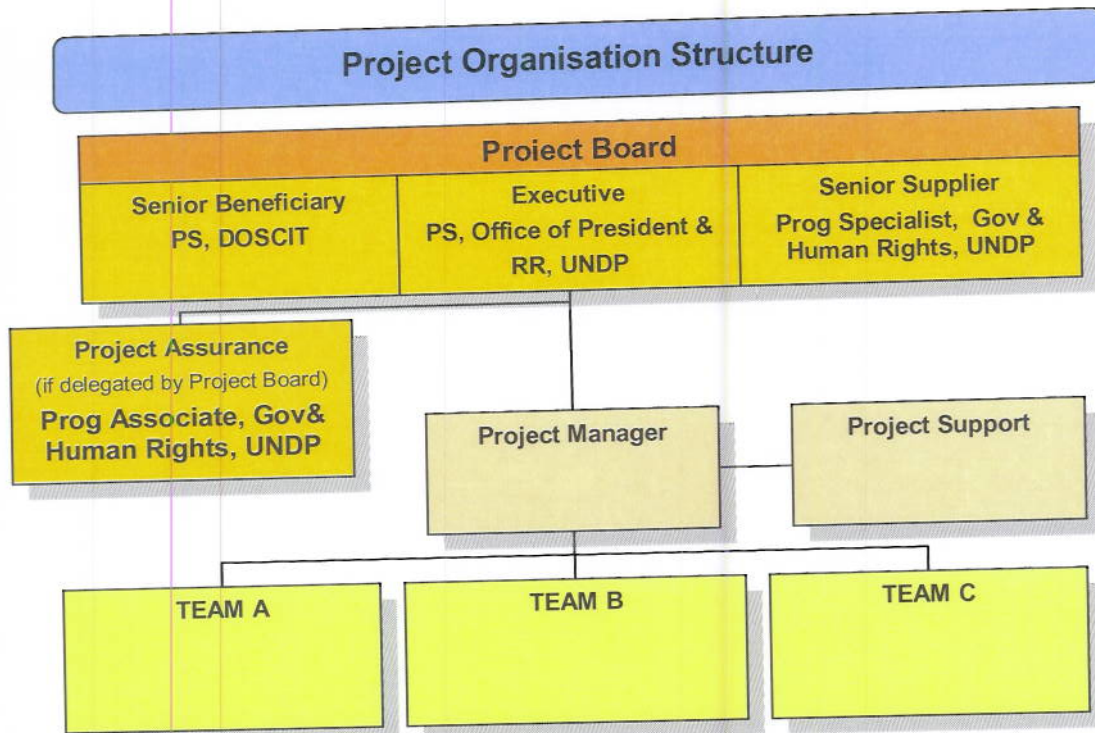 Project Organisation Structure
Project Board
Senior Beneficiary
PS, DOSCIT
Executive
PS, Office of President &
RR, UNDP
Senior Supplier
Prog Specialist, Gov &
Human Rights, UNDP
Project Assurance
(if delegated by Project Board)
Prog Associate, Gov&
Human Rights, UNDP
Project Manager
Project Support
TEAM A
TEAM B
TEAM C